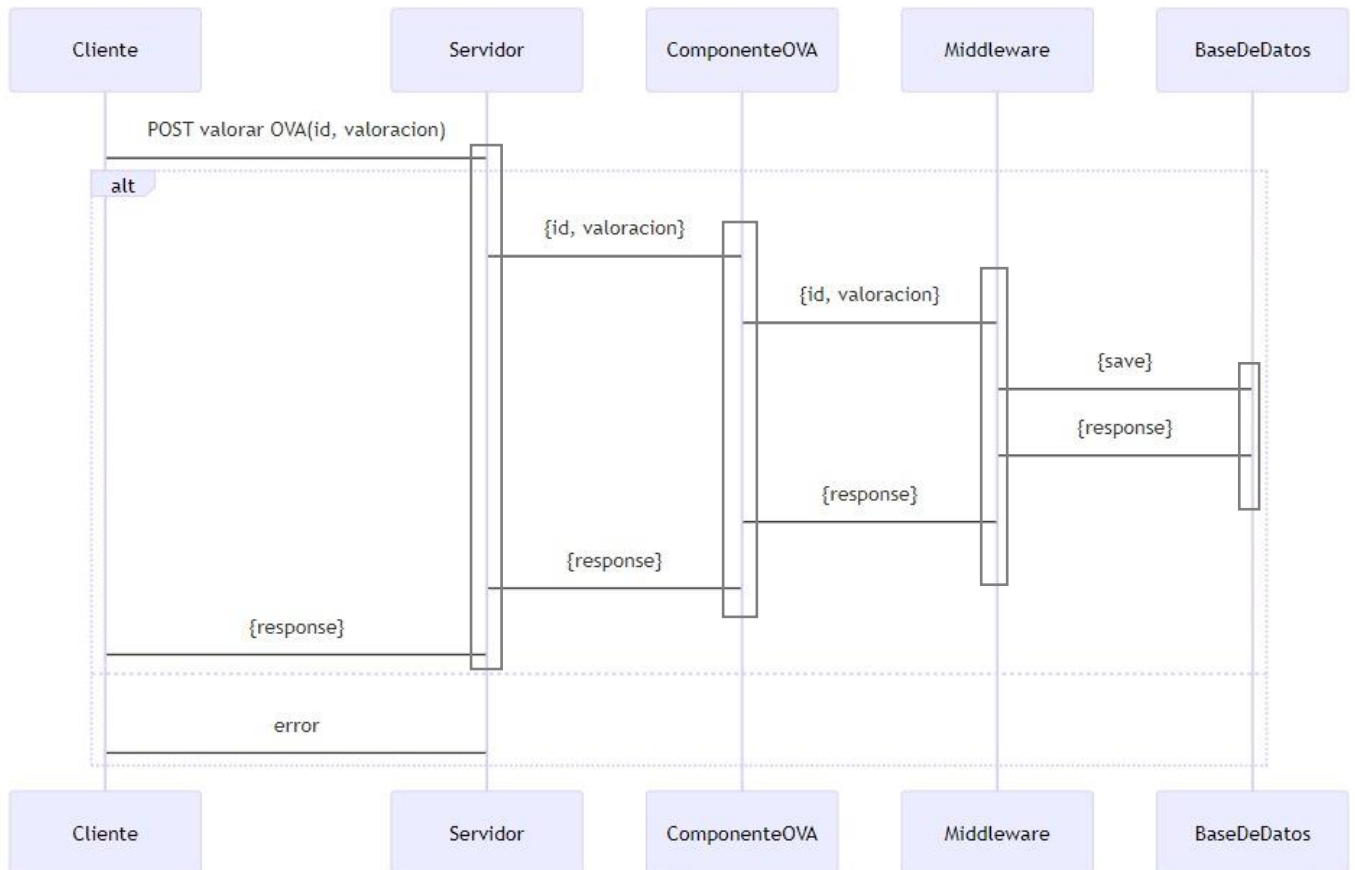 Cliente
Servidor
ComponenteOVA
Middleware
BaseDeDatos
POST valorar OVA(id, valoracion)
alt
{id, valoracion}
{id, valoracion}
{save}
{response}
{response}
{response}
{response}
error
Cliente
Servidor
ComponenteOVA
Middleware
BaseDeDatos